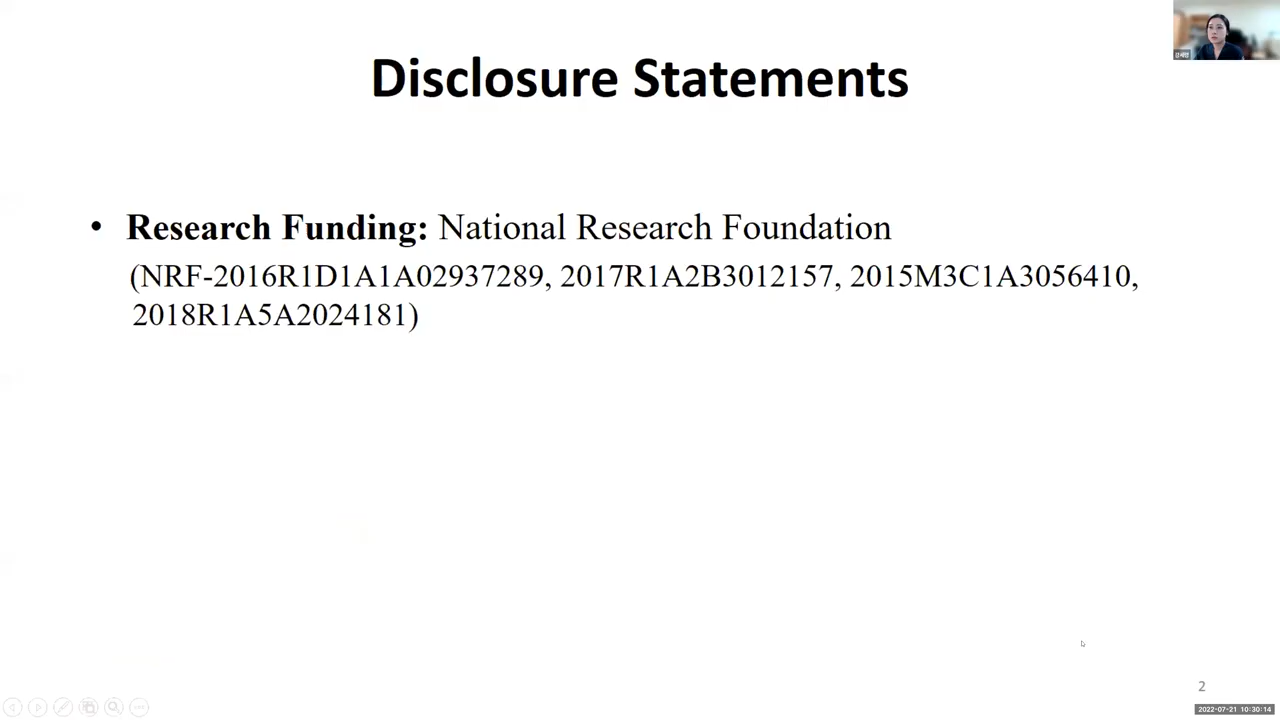 Disclosure Statements
• Research Funding: National Research Foundation
(NRF-2016R1D1A1A02937289, 2017R1A2B3012157, 2015M3C1A3056410,
2018R1A5A2024181)
2
2022-07-21 10:30:14